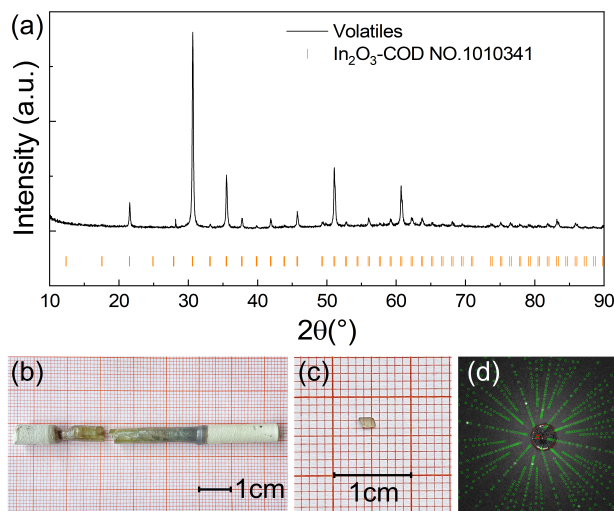 (a)
Volatiles
In₂O₃-COD NO.1010341
Intensity (a.u.)
10 20 30 40 50 60 70 80 90
2θ(°)
(b)
1cm
(c)
1cm
(d)